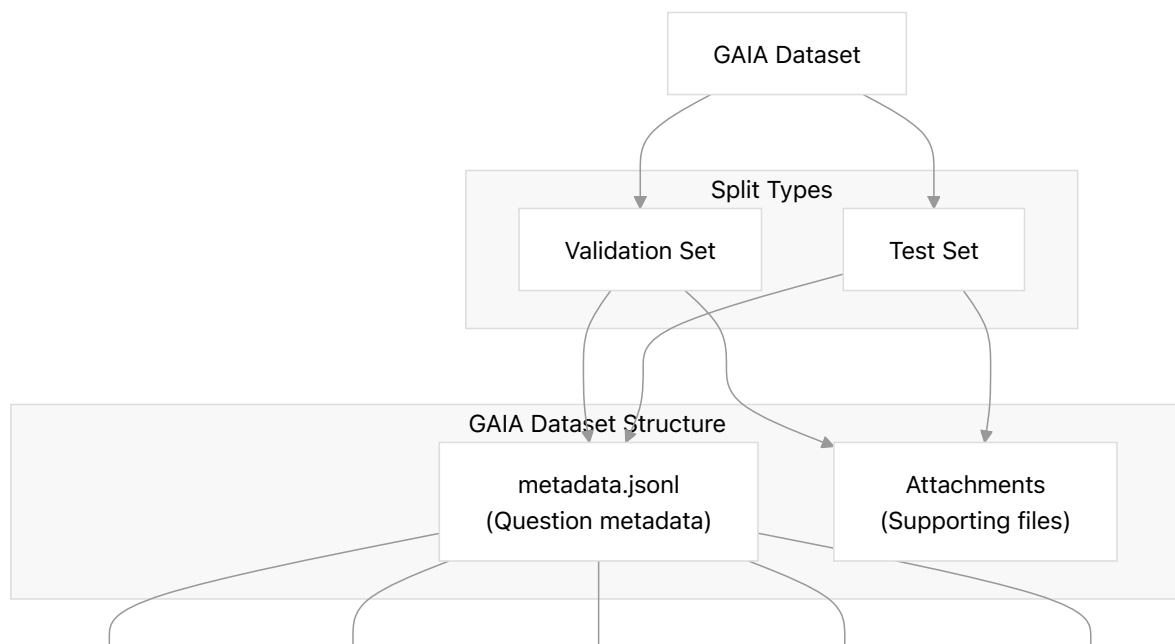 GAIA Dataset
Split Types
Validation Set
Test Set
GAIA Dataset Structure
metadata.jsonl
(Question metadata)
Attachments
(Supporting files)